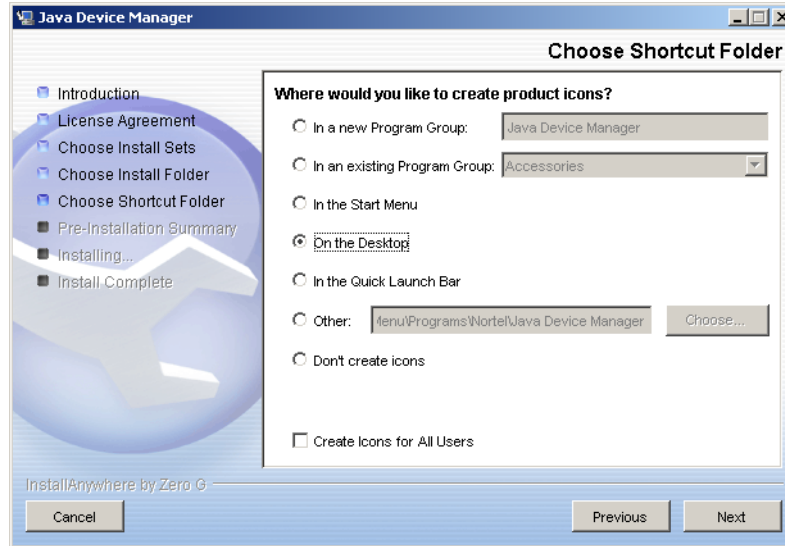 Java Device Manager
Choose Shortcut Folder
Introduction
License Agreement
Choose Install Sets
Choose Install Folder
Choose Shortcut Folder
Pre-Installation Summary
Installing...
Install Complete
Where would you like to create product icons?
In a new Program Group: Java Device Manager
In an existing Program Group: Accessories
In the Start Menu
On the Desktop
In the Quick Launch Bar
Other: Menu\Programs\Nortel\Java Device Manager Choose...
Don't create icons
Create Icons for All Users
InstallAnywhere by Zero G
Cancel Previous Next